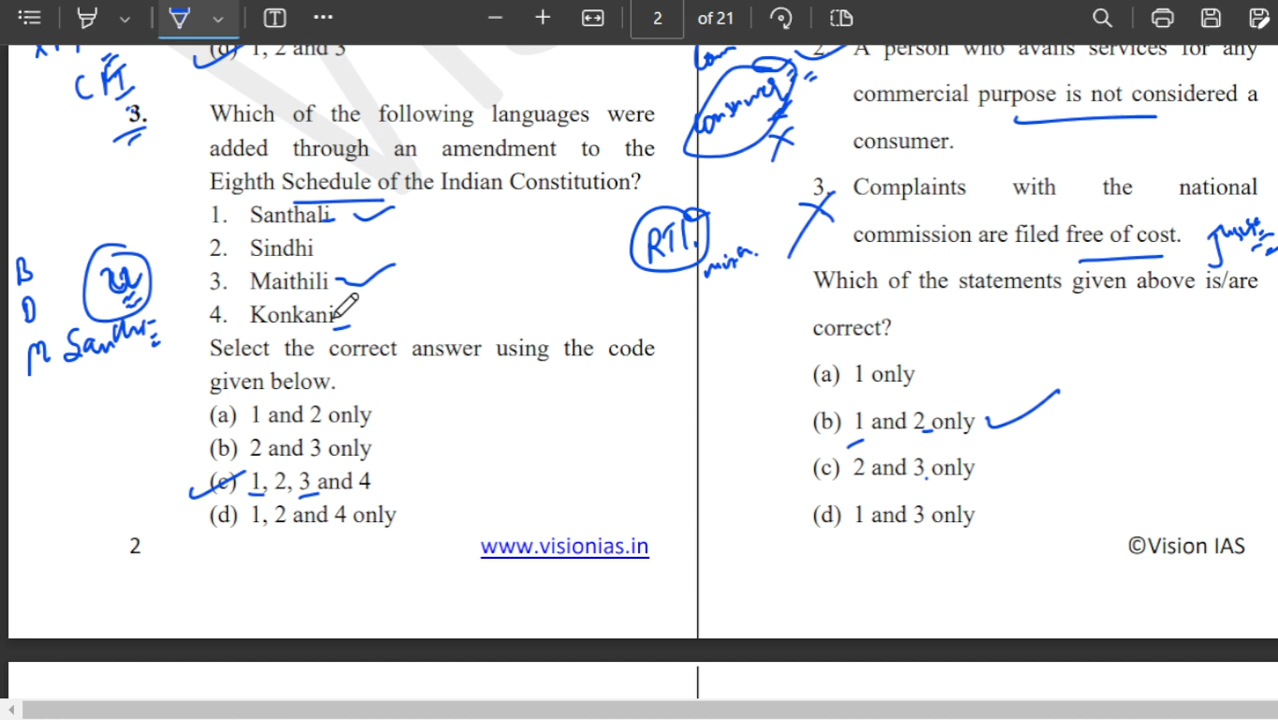 2
of 21
(d) 1, 2 and 3
3.
Which of the following languages were
added through an amendment to the
Eighth Schedule of the Indian Constitution?
1. Santhali
2. Sindhi
3. Maithili
4. Konkani
Select the correct answer using the code
given below.
(a) 1 and 2 only
(b) 2 and 3 only
(c) 1, 2, 3 and 4
(d) 1, 2 and 4 only
B
D
M
22
2
www.visionias.in
2. A person who avails services for any
commercial purpose is not considered a
consumer.
consumer
3. Complaints with the national
commission are filed free of cost.
RTI
Which of the statements given above is/are
correct?
(a) 1 only
(b) 1 and 2 only
(c) 2 and 3 only
(d) 1 and 3 only
©Vision IAS